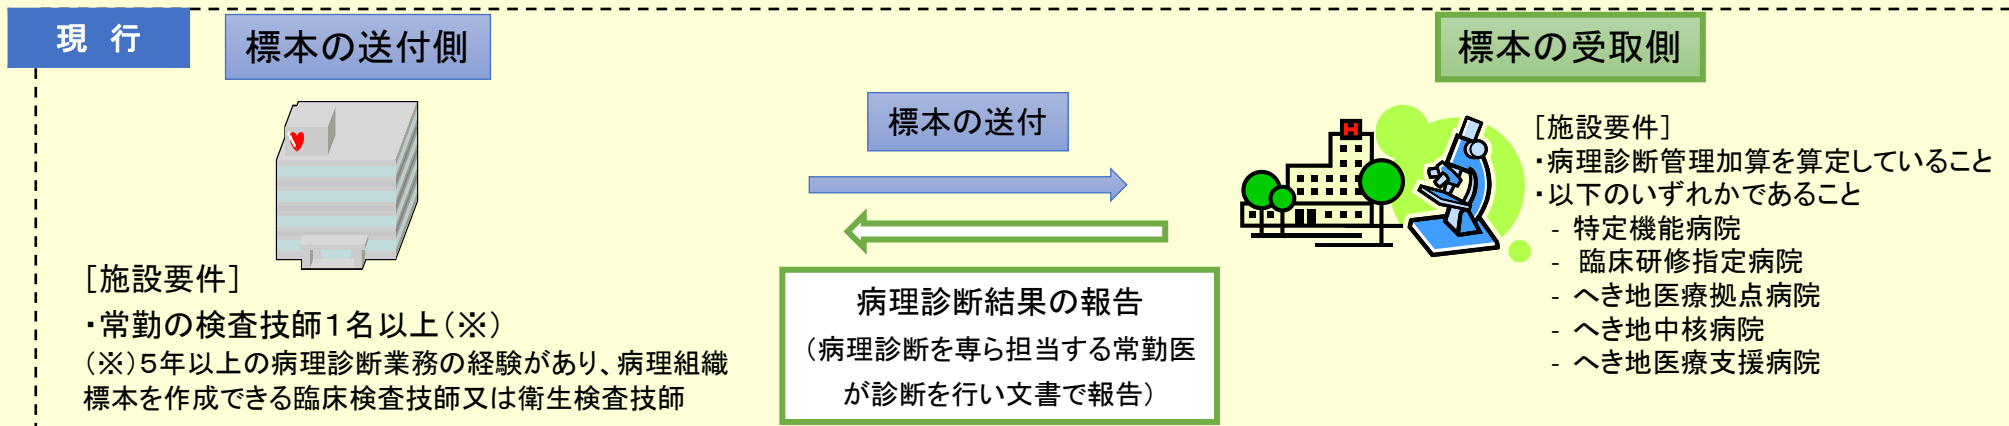 現 行
標本の送付側
標本の受取側
標本の送付
H
[施設要件]
・病理診断管理加算を算定していること
・以下のいずれかであること
- 特定機能病院
- 臨床研修指定病院
- へき地医療拠点病院
- へき地中核病院
- へき地医療支援病院
[施設要件]
・常勤の検査技師1名以上(※)
(※)5年以上の病理診断業務の経験があり、病理組織
標本を作成できる臨床検査技師又は衛生検査技師
病理診断結果の報告
(病理診断を専ら担当する常勤医
が診断を行い文書で報告)